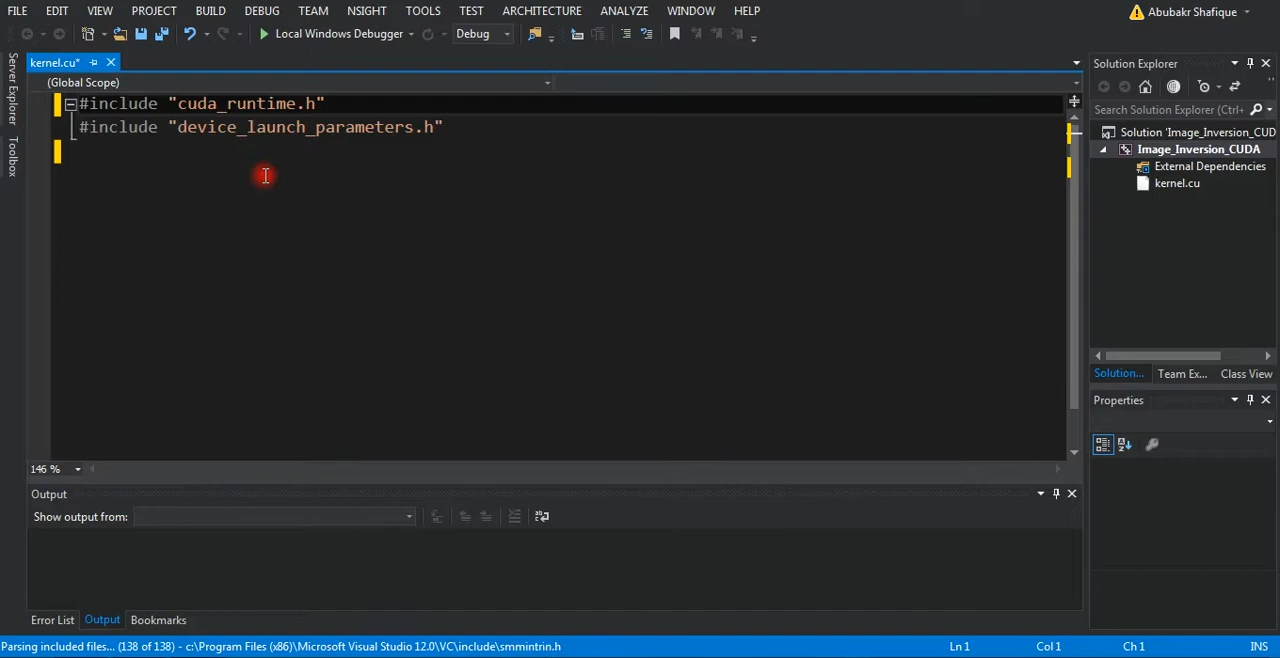 FILE EDIT VIEW PROJECT BUILD DEBUG TEAM NSIGHT TOOLS TEST ARCHITECTURE ANALYZE WINDOW HELP
Abubakr Shafique
Local Windows Debugger Debug
Server Explorer
Toolbox
kernel.cu*
(Global Scope)
#include "cuda_runtime.h"
#include "device_launch_parameters.h"
146 %
Output
Show output from:
Error List Output Bookmarks
Solution Explorer
Search Solution Explorer (Ctrl+
Solution 'Image_Inversion_CUD
Image_Inversion_CUDA
External Dependencies
kernel.cu
Solution... Team Ex... Class View
Properties
Parsing included files... (138 of 138) - c:\Program Files (x86)\Microsoft Visual Studio 12.0\VC\include\smmintrin.h Ln 1 Col 1 Ch 1 INS